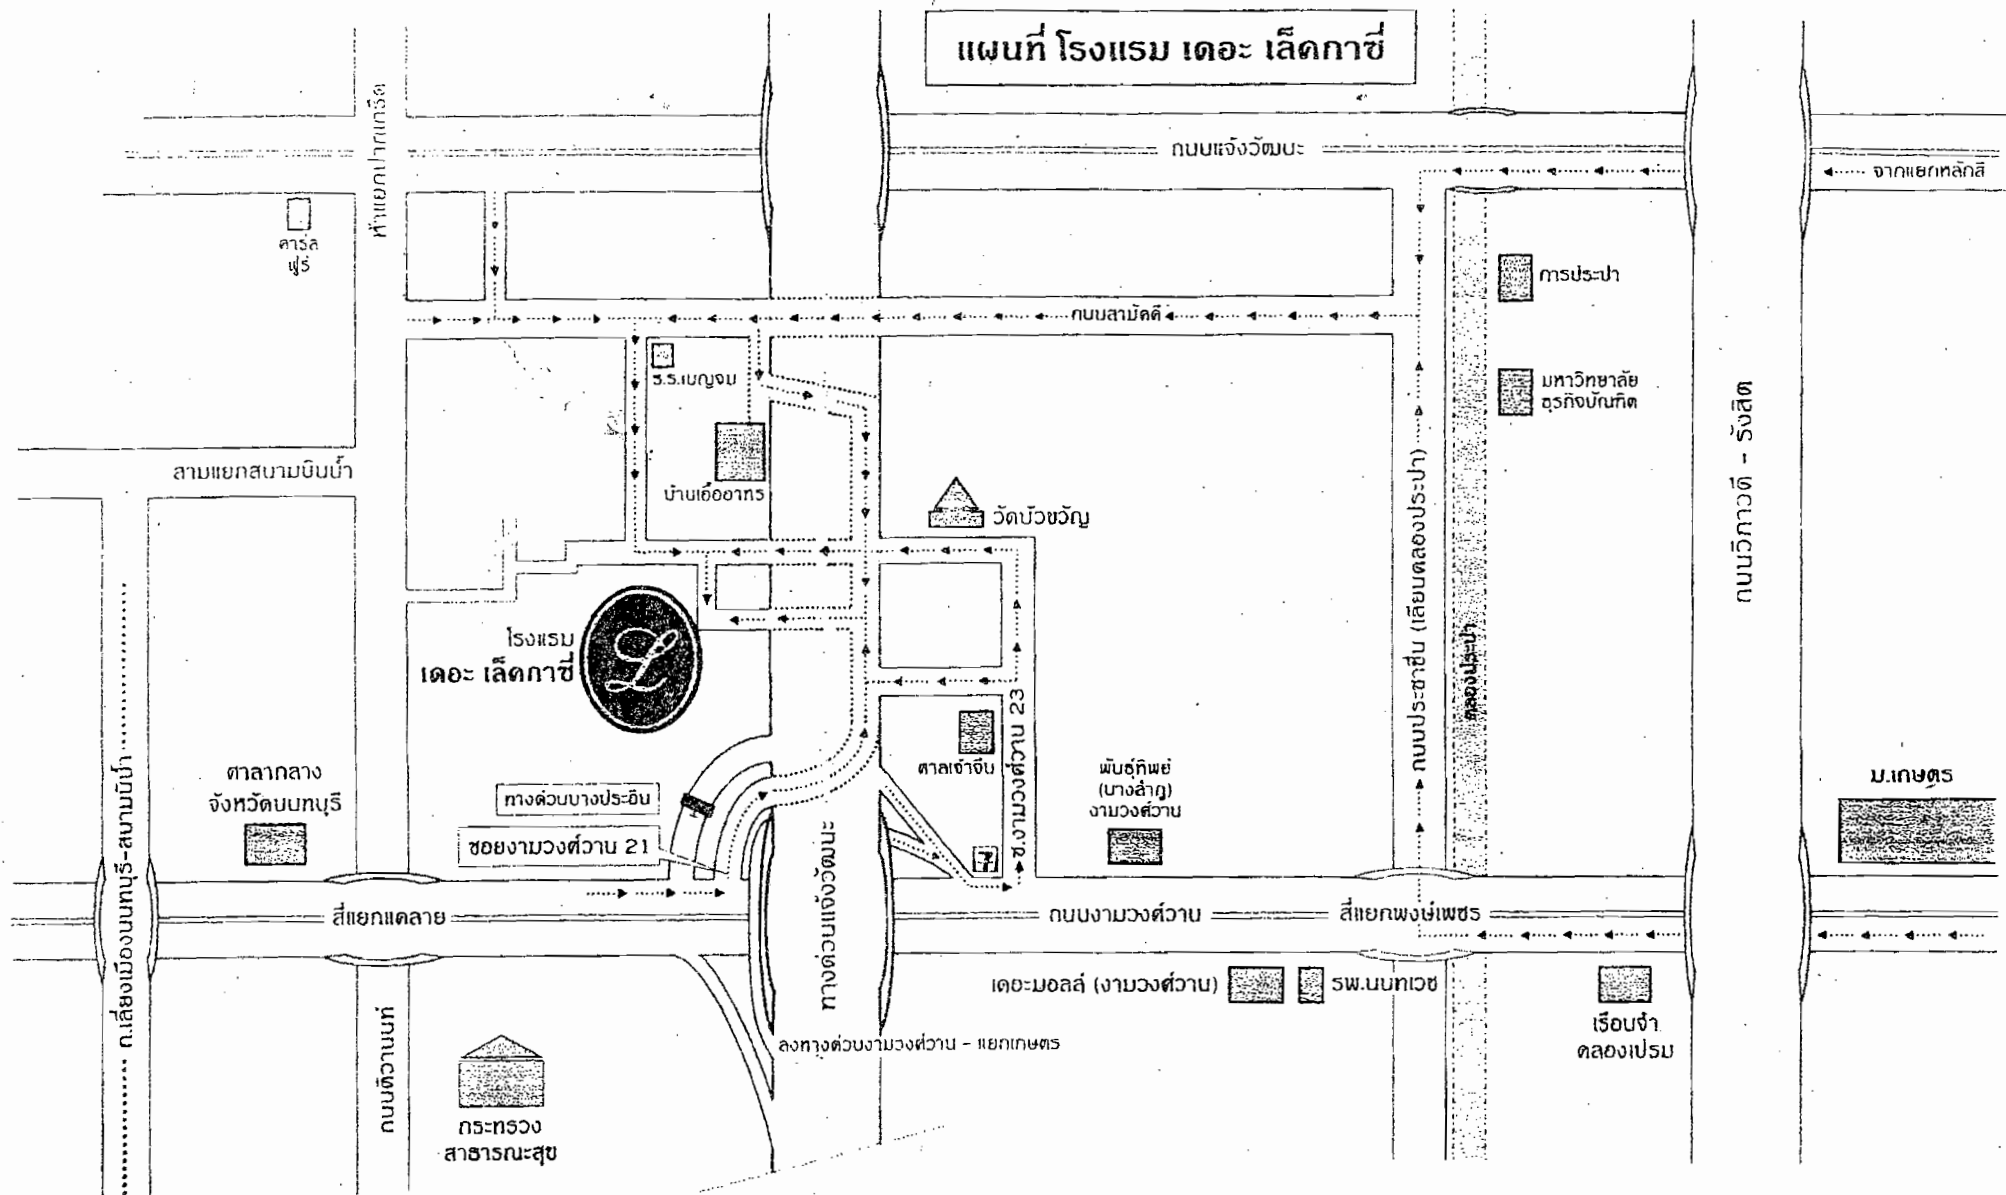 แผนที่ โรงแรม เดอะ เล็คกาซี่
ห้าแยกปากเกร็ด
ถนนแจ้งวัฒนะ
จากแยกหลักสี่
คาร์ฟูร์
การประปา
ถนนสามัคคี
ร.ร.เบญจม
มหาวิทยาลัย
ธุรกิจบัณฑิต
ถนนวิภาวดี - รังสิต
สามแยกสนามบินน้ำ
บ้านเอื้ออาทร
วัดบัวขวัญ
ถนนประชาชื่น (เลียบคลองประปา)
คลองประปา
โรงแรม
เดอะ เล็คกาซี่
L
ศาลากลาง
จังหวัดนนทบุรี
ทางด่วนบางปะอิน
ซอยงามวงศ์วาน 21
ศาลเจ้าจีน
ซ.งามวงศ์วาน 23
7
พันธุ์ทิพย์
(บางลำภู)
งามวงศ์วาน
ม.เกษตร
ถ.เลี่ยงเมืองนนทบุรี-สนามบินน้ำ
สี่แยกแคลาย
ถนนงามวงศ์วาน
สี่แยกพงษ์เพชร
เดอะมอลล์ (งามวงศ์วาน)
รพ.นนทเวช
เรือนจำ
คลองเปรม
ถนนติวานนท์
ลงทางด่วนงามวงศ์วาน - แยกเกษตร
กระทรวง
สาธารณะสุข